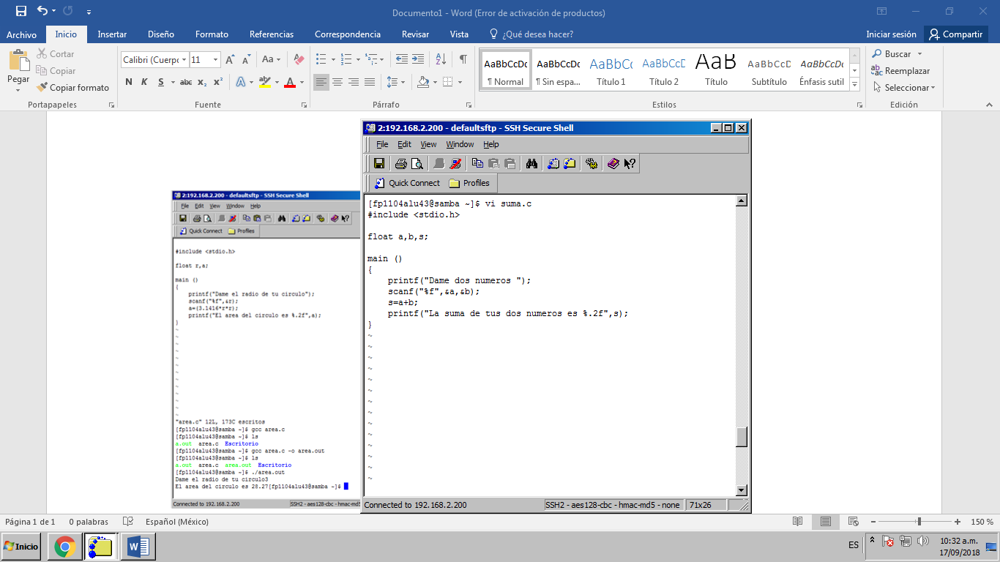 Documento1 - Word (Error de activación de productos)
Archivo Inicio Insertar Diseño Formato Referencias Correspondencia Revisar Vista ¿Qué desea hacer? Iniciar sesión Compartir
Pegar
Cortar
Copiar
Copiar formato
Portapapeles
Calibri (Cuerpo 11
N K S abc x₂ x²
Fuente
Párrafo
AaBbCcDc AaBbCcDc AaBbCc AaBbCcD AaB AaBbCcD AaBbCcDc
¶ Normal ¶ Sin espa... Título 1 Título 2 Título Subtítulo Énfasis sutil
Estilos
Buscar
Reemplazar
Seleccionar
Edición
2:192.168.2.200 - defaultsftp - SSH Secure Shell
File Edit View Window Help
Quick Connect Profiles
#include <stdio.h>
float r,a;
main ()
{
printf("Dame el radio de tu circulo");
scanf("%f",&r);
a=(3.1416*r*r);
printf("El area del circulo es %.2f",a);
}
~
~
~
~
~
~
~
~
~
~
~
~
~
"area.c" 12L, 173C escritos
[fp1104alu43@samba ~]$ gcc area.c
[fp1104alu43@samba ~]$ ls
a.out area.c Escritorio
[fp1104alu43@samba ~]$ gcc area.c -o area.out
[fp1104alu43@samba ~]$ ls
a.out area.c area.out Escritorio
[fp1104alu43@samba ~]$ ./area.out
Dame el radio de tu circulo3
El area del circulo es 28.27[fp1104alu43@samba ~]$
Connected to 192.168.2.200 SSH2 - aes128-cbc - hmac-md5
2:192.168.2.200 - defaultsftp - SSH Secure Shell
File Edit View Window Help
Quick Connect Profiles
[fp1104alu43@samba ~]$ vi suma.c
#include <stdio.h>
float a,b,s;
main ()
{
printf("Dame dos numeros ");
scanf("%f",&a,&b);
s=a+b;
printf("La suma de tus dos numeros es %.2f",s);
}
~
~
~
~
~
~
~
~
~
~
~
~
~
~
Connected to 192.168.2.200 SSH2 - aes128-cbc - hmac-md5 - none 71x26
Página 1 de 1 0 palabras Español (México) 150 %
Inicio ES 10:32 a.m.
17/09/2018